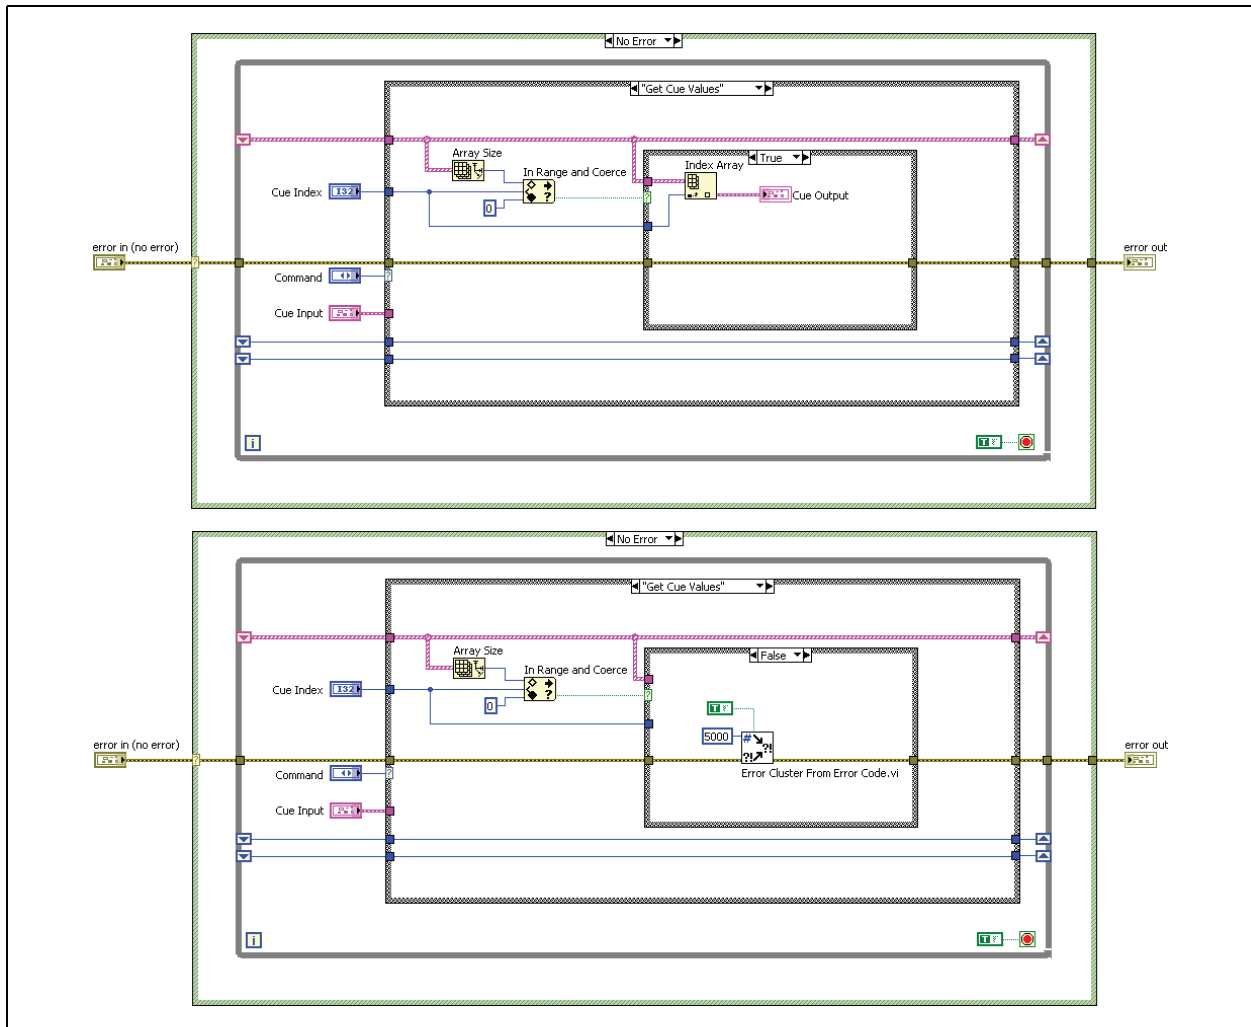 No Error
"Get Cue Values"
Array Size
In Range and Coerce
True
Index Array
Cue Index
I32
0
Cue Output
error in (no error)
error out
?
?
Command
?
Cue Input
i
T
No Error
"Get Cue Values"
Array Size
In Range and Coerce
False
Cue Index
I32
0
T
5000
error in (no error)
error out
?
?
Error Cluster From Error Code.vi
Command
?
Cue Input
i
T